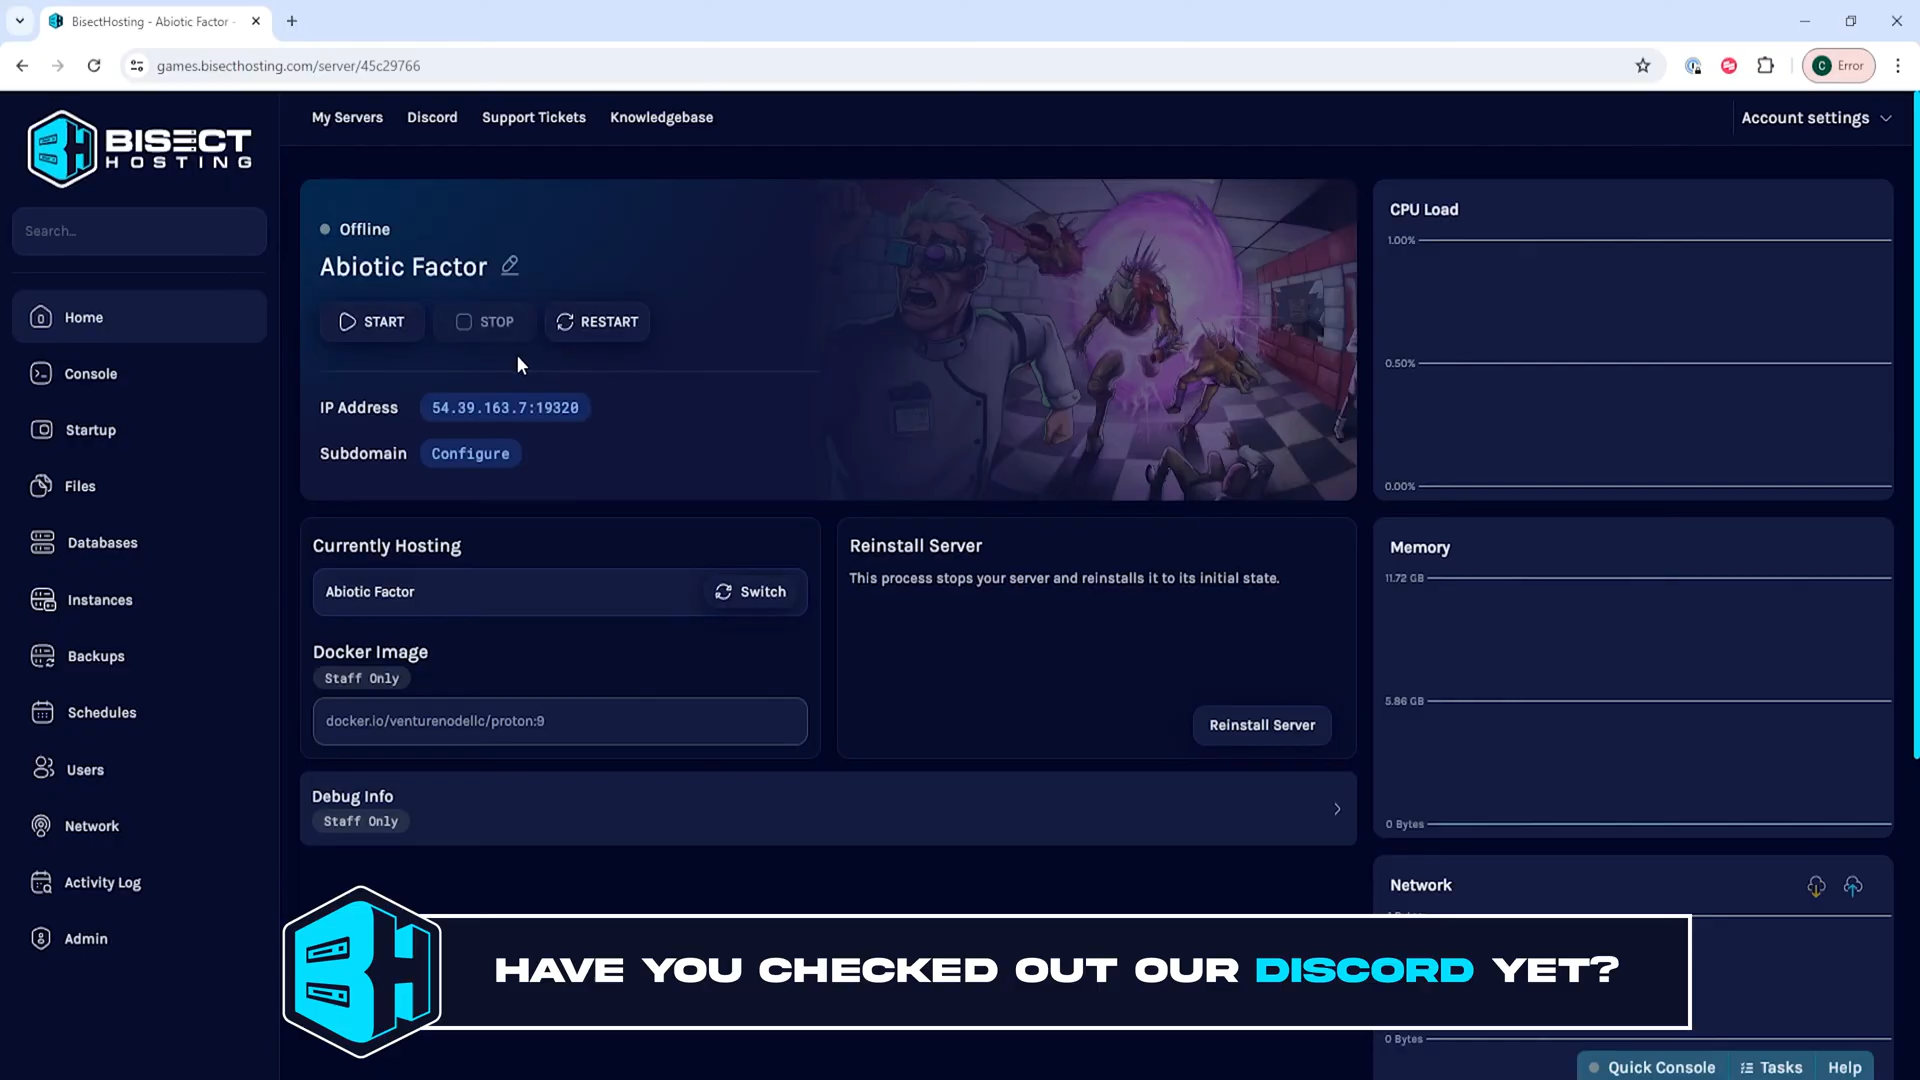 BisectHosting - Abiotic Factor -
games.bisecthosting.com/server/45c29766
C Error
BISECT
HOSTING
My Servers Discord Support Tickets Knowledgebase
Account settings
Search...
Home
Console
Startup
Files
Databases
Instances
Backups
Schedules
Users
Network
Activity Log
Admin
Offline
Abiotic Factor
START STOP RESTART
IP Address 54.39.163.7:19320
Subdomain Configure
Currently Hosting
Abiotic Factor Switch
Docker Image
Staff Only
docker.io/venturenodellc/proton:9
Reinstall Server
This process stops your server and reinstalls it to its initial state.
Reinstall Server
Debug Info
Staff Only
CPU Load
1.00%
0.50%
0.00%
Memory
11.72 GB
5.86 GB
0 Bytes
Network
0 Bytes
BH HAVE YOU CHECKED OUT OUR DISCORD YET?
Quick Console Tasks Help